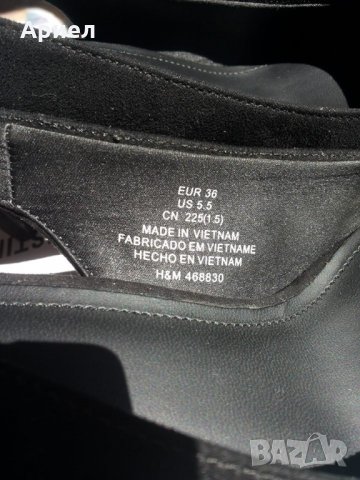 Ариел
EUR 36
US 5.5
CN 225(1.5)
MADE IN VIETNAM
FABRICADO EM VIETNAME
HECHO EN VIETNAM
H&M 468830
BAZAR